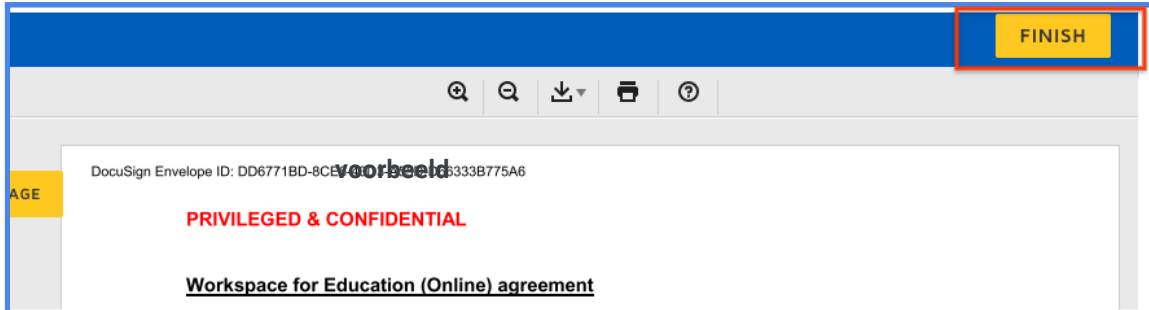 FINISH
DocuSign Envelope ID: DD6771BD-8CE
voorbeeld
6333B775A6
AGE
PRIVILEGED & CONFIDENTIAL
Workspace for Education (Online) agreement